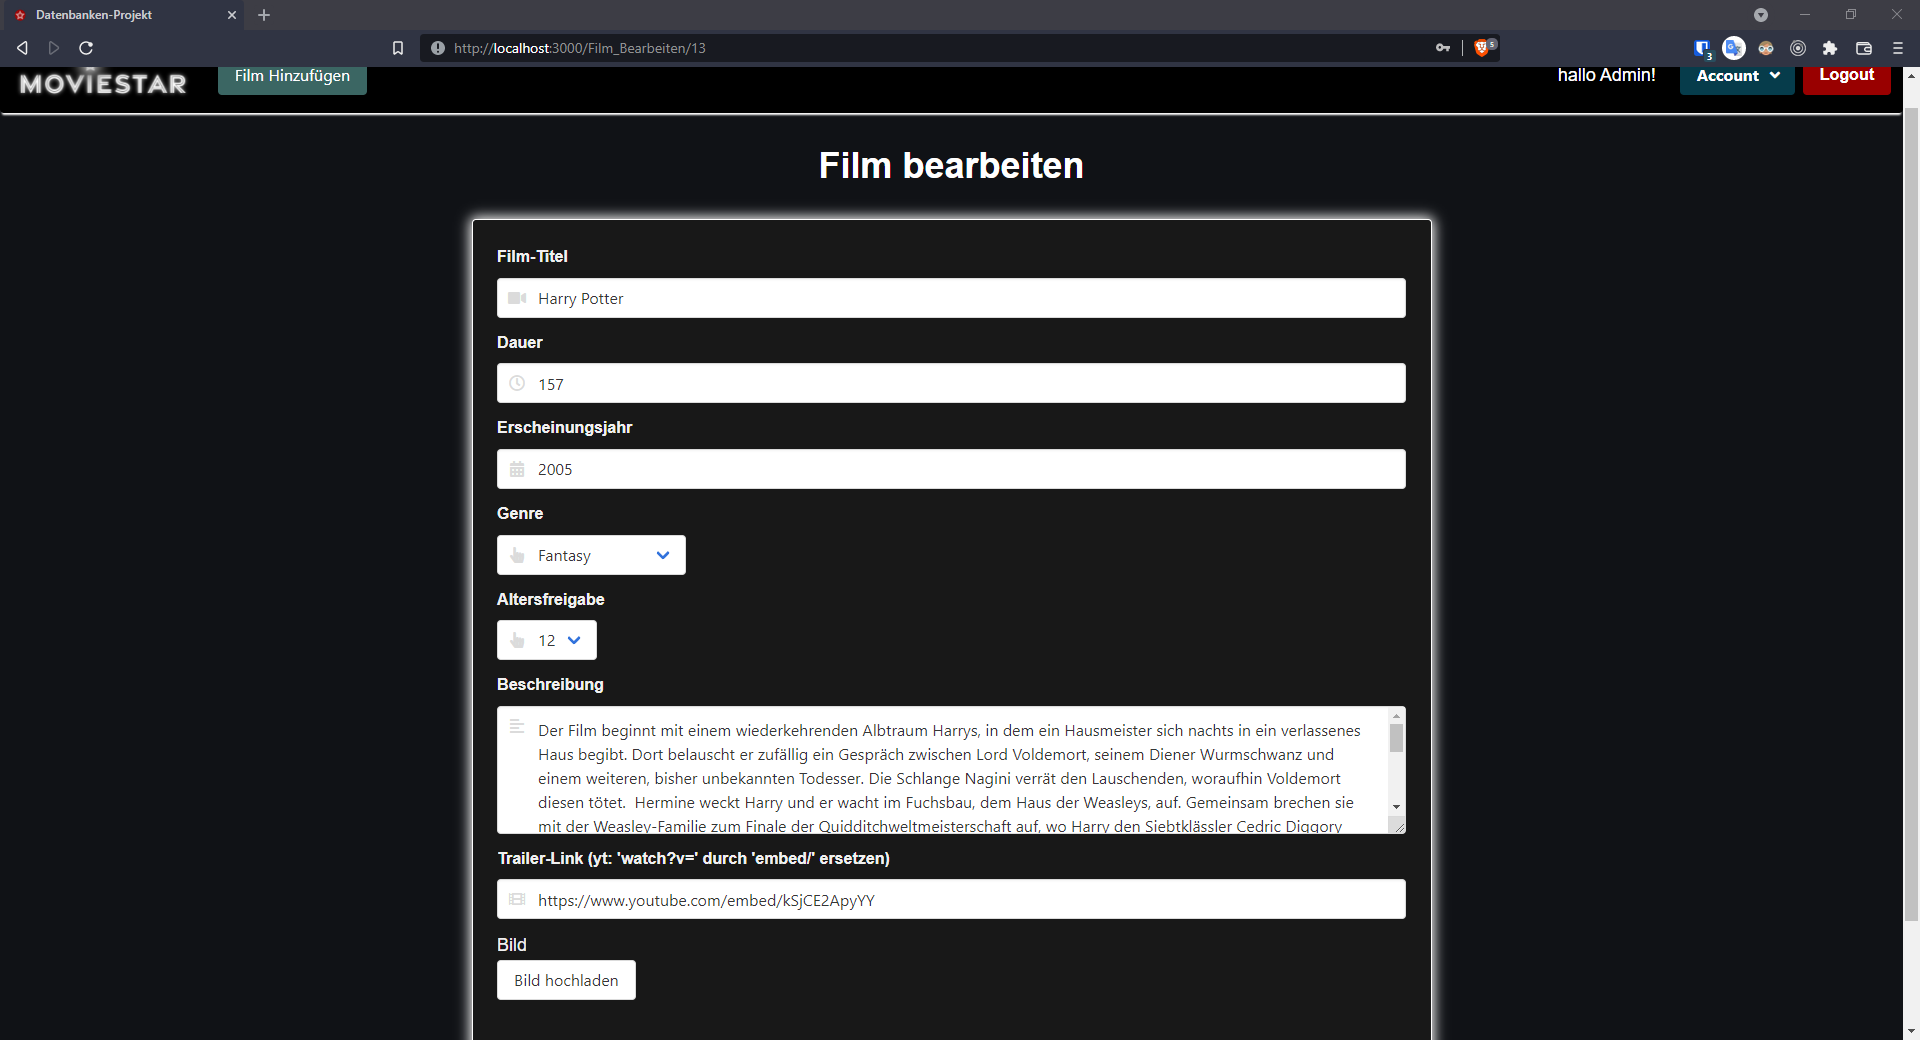 Datenbanken-Projekt
http://localhost:3000/Film_Bearbeiten/13
5
3
MOVIESTAR
Film Hinzufügen
hallo Admin!
Account
Logout
Film bearbeiten
Film-Titel
Harry Potter
Dauer
157
Erscheinungsjahr
2005
Genre
Fantasy
Altersfreigabe
12
Beschreibung
Der Film beginnt mit einem wiederkehrenden Albtraum Harrys, in dem ein Hausmeister sich nachts in ein verlassenes
Haus begibt. Dort belauscht er zufällig ein Gespräch zwischen Lord Voldemort, seinem Diener Wurmschwanz und
einem weiteren, bisher unbekannten Todesser. Die Schlange Nagini verrät den Lauschenden, woraufhin Voldemort
diesen tötet.  Hermine weckt Harry und er wacht im Fuchsbau, dem Haus der Weasleys, auf. Gemeinsam brechen sie
mit der Weasley-Familie zum Finale der Quidditchweltmeisterschaft auf, wo Harry den Siebtklässler Cedric Diggory
Trailer-Link (yt: 'watch?v=' durch 'embed/' ersetzen)
https://www.youtube.com/embed/kSjCE2ApyYY
Bild
Bild hochladen